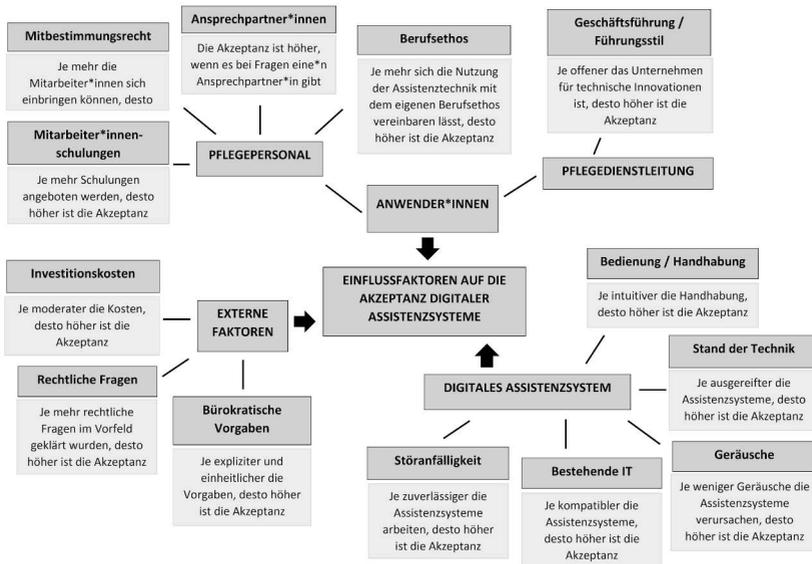 Mitbestimmungsrecht
Je mehr die
Mitarbeiter*innen sich
einbringen können, desto
Ansprechpartner*innen
Die Akzeptanz ist höher,
wenn es bei Fragen eine*n
Ansprechpartner*in gibt
Berufsethos
Je mehr sich die Nutzung
der Assistenztechnik mit
dem eigenen Berufsethos
vereinbaren lässt, desto
höher ist die Akzeptanz
Geschäftsführung /
Führungsstil
Je offener das Unternehmen
für technische Innovationen
ist, desto höher ist die
Akzeptanz
Mitarbeiter*innen-
schulungen
Je mehr Schulungen
angeboten werden, desto
höher ist die Akzeptanz
PFLEGEPERSONAL
PFLEGEDIENSTLEITUNG
ANWENDER*INNEN
EINFLUSSFAKTOREN AUF DIE
AKZEPTANZ DIGITALER
ASSISTENZSYSTEME
Investitionskosten
Je moderater die Kosten,
desto höher ist die
Akzeptanz
EXTERNE
FAKTOREN
Rechtliche Fragen
Je mehr rechtliche
Fragen im Vorfeld
geklärt wurden, desto
höher ist die Akzeptanz
Bürokratische
Vorgaben
Je expliziter und
einheitlicher die
Vorgaben, desto höher
ist die Akzeptanz
Bedienung / Handhabung
Je intuitiver die Handhabung,
desto höher ist die Akzeptanz
DIGITALES ASSISTENZSYSTEM
Stand der Technik
Je ausgereifter die
Assistenzsysteme, desto
höher ist die Akzeptanz
Störanfälligkeit
Je zuverlässiger die
Assistenzsysteme
arbeiten, desto höher
ist die Akzeptanz
Bestehende IT
Je kompatibler die
Assistenzsysteme,
desto höher ist die
Akzeptanz
Geräusche
Je weniger Geräusche die
Assistenzsysteme
verursachen, desto
höher ist die Akzeptanz